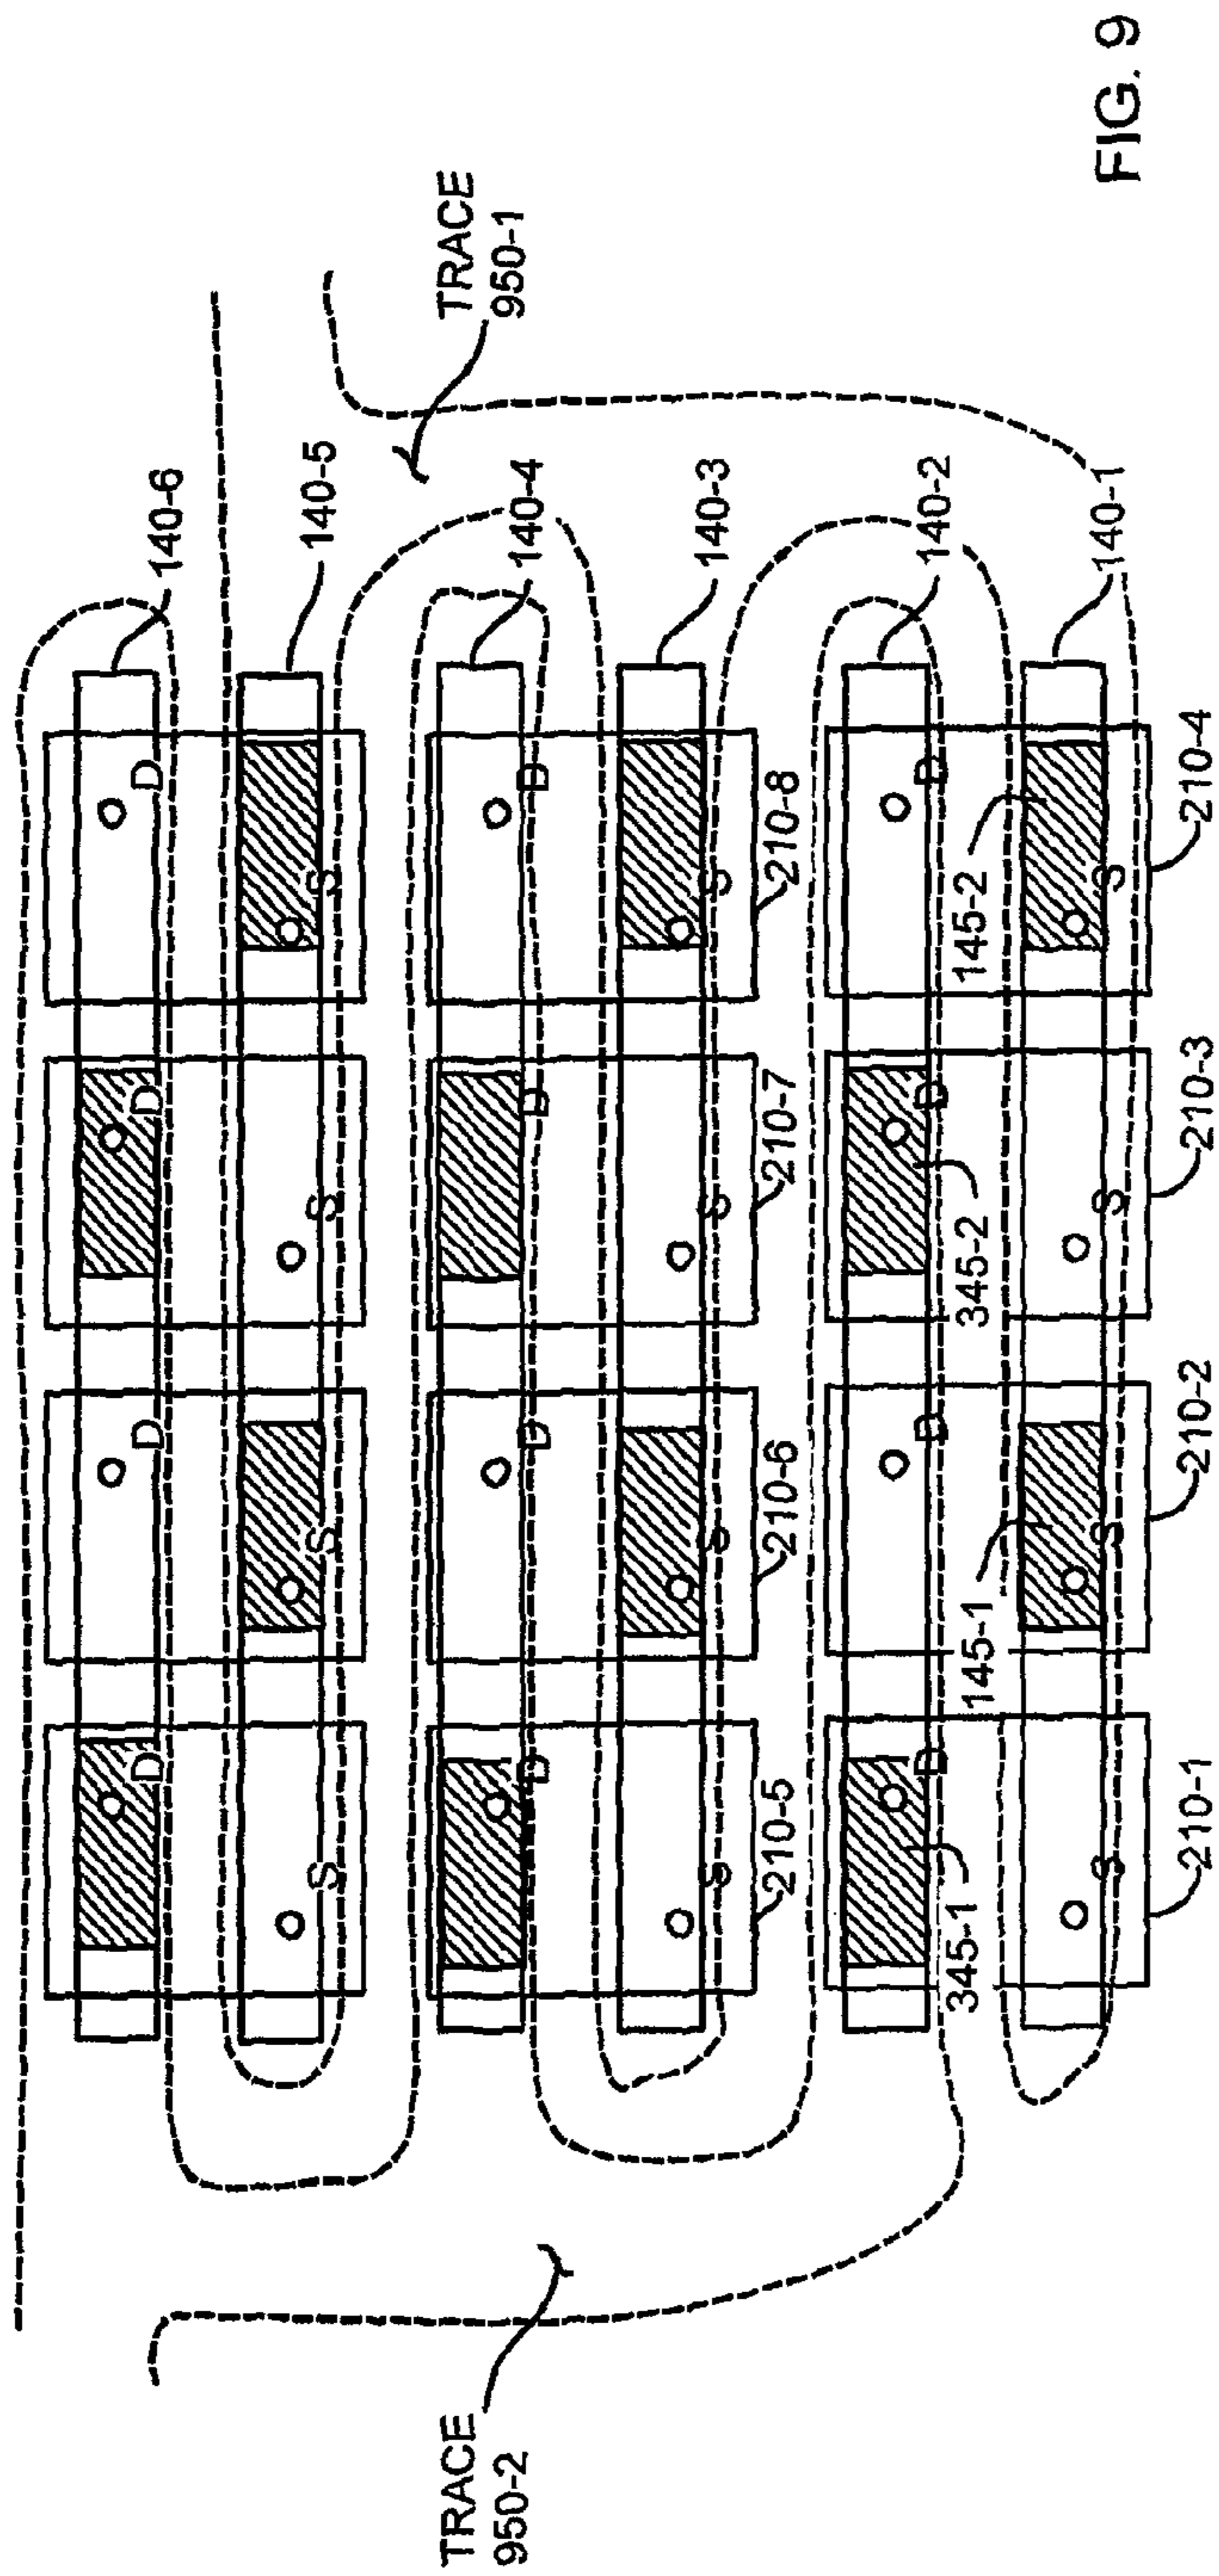 D D D D
140-6
S S S S
140-5
TRACE
950-2
TRACE
950-1
D D D D
140-4
S S S S
140-3
210-5 210-6 210-7 210-8
D D D D
140-2
345-1 145-1 345-2 145-2
S S S S
140-1
210-1 210-2 210-3 210-4
FIG. 9